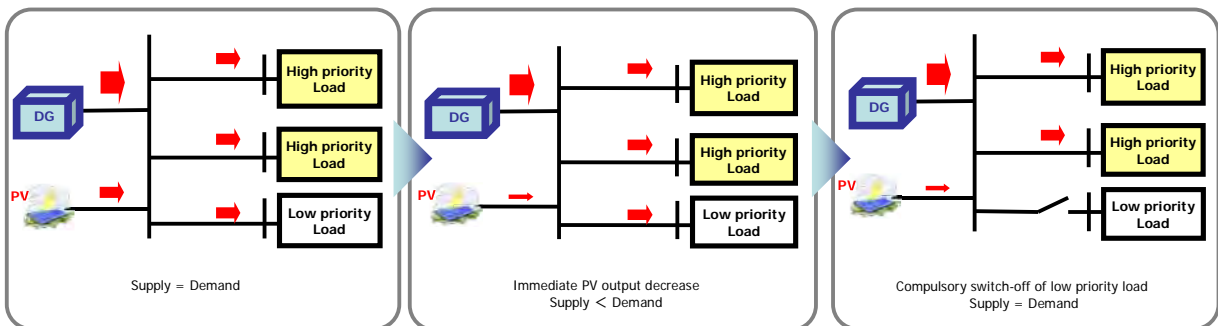 High priority
Load
DG
High priority
Load
PV
Low priority
Load
Supply = Demand
High priority
Load
DG
High priority
Load
PV
Low priority
Load
Immediate PV output decrease
Supply < Demand
High priority
Load
DG
High priority
Load
PV
Low priority
Load
Compulsory switch-off of low priority load
Supply = Demand